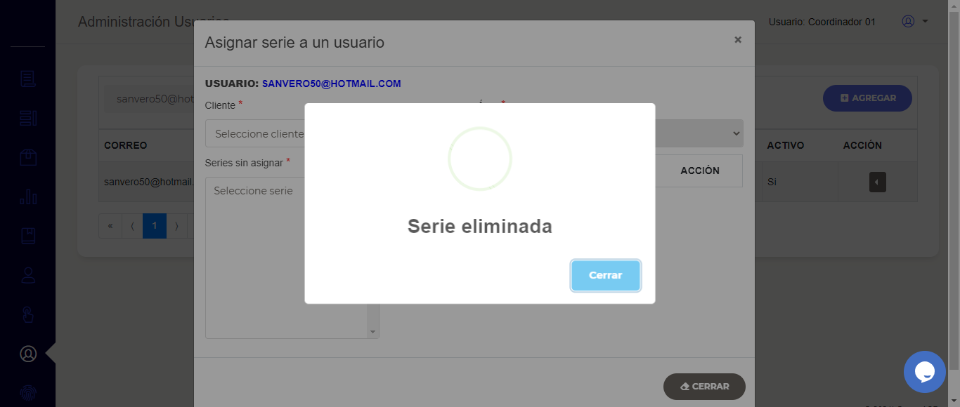 Administración Usuarios
Usuario: Coordinador 01
Asignar serie a un usuario
×
USUARIO: SANVERO50@HOTMAIL.COM
sanvero50@hot
AGREGAR
Cliente *
*
Seleccione cliente
CORREO
ACTIVO
ACCIÓN
Series sin asignar *
ACCIÓN
Seleccione serie
sanvero50@hotmail.
Si
« ⟨ 1 ⟩
Serie eliminada
Cerrar
CERRAR